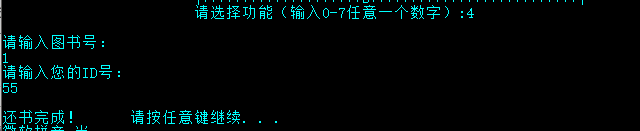 请选择功能（输入0-7任意一个数字）:4
请输入图书号：
1
请输入您的ID号：
55
还书完成！ 请按任意键继续. . .